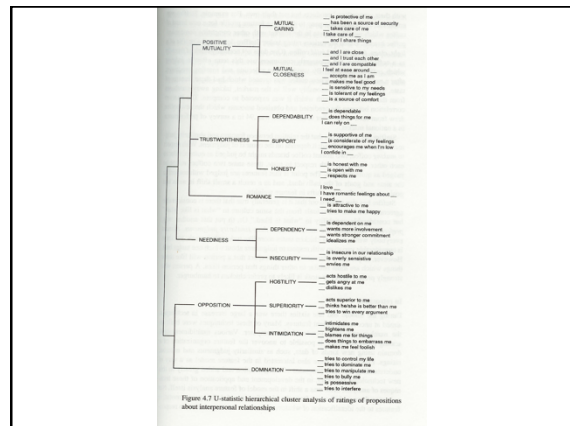 __ is protective of me
MUTUAL CARING
__ has been a source of security
__ takes care of me
I take care of __
__ and I share things
POSITIVE MUTUALITY
__ and I are close
__ and I trust each other
__ and I are compatible
MUTUAL CLOSENESS
I feel at ease around __
__ accepts me as I am
__ makes me feel good
__ is sensitive to my needs
__ is tolerant of my feelings
__ is a source of comfort
DEPENDABILITY
__ is dependable
__ does things for me
I can rely on __
TRUSTWORTHINESS
SUPPORT
__ is supportive of me
__ is considerate of my feelings
__ encourages me when I'm low
I confide in __
HONESTY
__ is honest with me
__ is open with me
__ respects me
ROMANCE
I love __
I have romantic feelings about __
I need __
__ is attractive to me
__ tries to make me happy
NEEDINESS
DEPENDENCY
__ is dependent on me
__ wants more involvement
__ wants stronger commitment
__ idealizes me
INSECURITY
__ is insecure in our relationship
__ is overly sensistive
__ envies me
OPPOSITION
HOSTILITY
__ acts hostile to me
__ gets angry at me
__ dislikes me
SUPERIORITY
__ acts superior to me
__ thinks he/she is better than me
__ tries to win every argument
INTIMIDATION
__ intimidates me
__ frightens me
__ blames me for things
__ does things to embarrass me
__ makes me feel foolish
DOMINATION
__ tries to control my life
__ tries to dominate me
__ tries to manipulate me
__ tries to bully me
__ is possessive
__ tries to interfere
Figure 4.7 U-statistic hierarchical cluster analysis of ratings of propositions
about interpersonal relationships